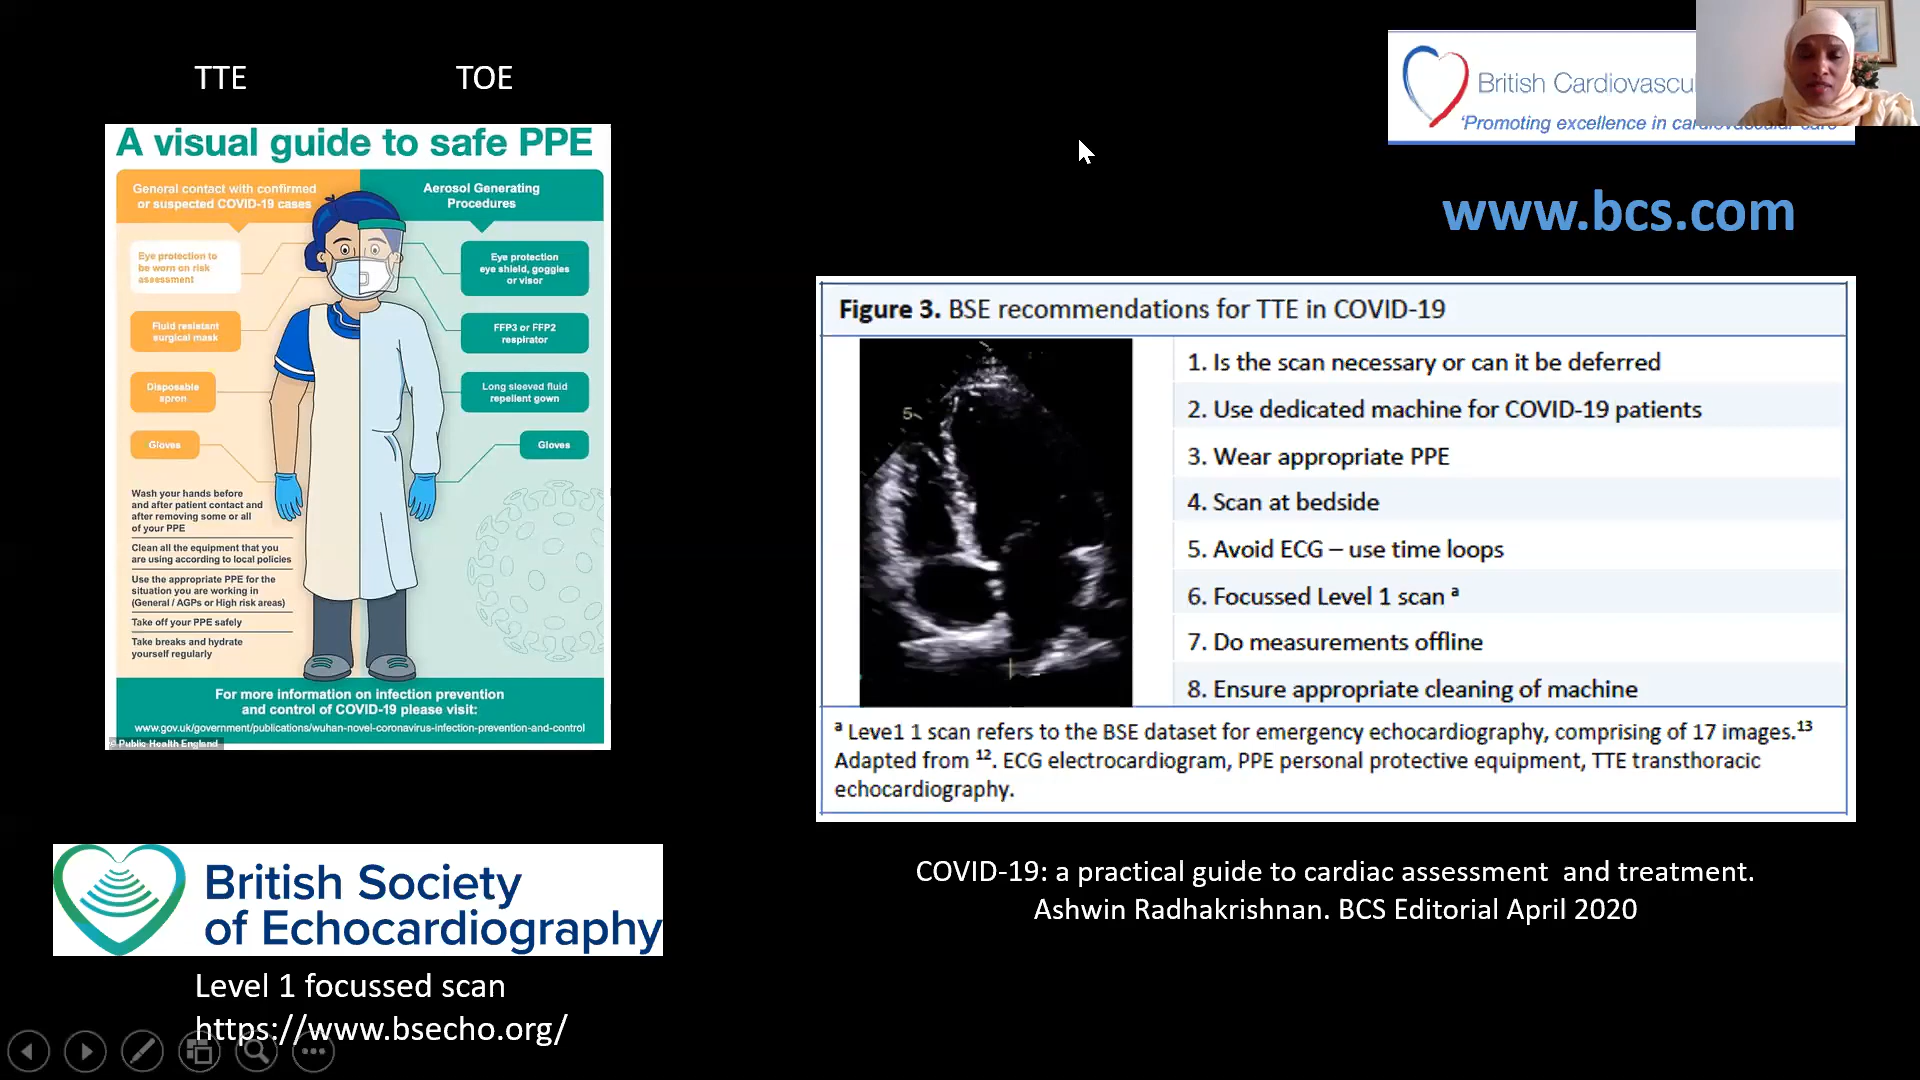 TTE
TOE
A visual guide to safe PPE
General contact with confirmed
or suspected COVID-19 cases
Aerosol Generating
Procedures
Eye protection to
be worn on risk
assessment
Fluid resistant
surgical mask
Disposable
apron
Gloves
Eye protection
eye shield, goggles
or visor
FFP3 or FFP2
respirator
Long sleeved fluid
repellent gown
Gloves
Wash your hands before
and after patient contact and
after removing some or all
of your PPE
Clean all the equipment that you
are using according to local policies
Use the appropriate PPE for the
situation you are working in
(General / AGPs or High risk areas)
Take off your PPE safely
Take breaks and hydrate
yourself regularly
For more information on infection prevention
and control of COVID-19 please visit:
www.gov.uk/government/publications/wuhan-novel-coronavirus-infection-prevention-and-control
© Public Health England
British Society
of Echocardiography
Level 1 focussed scan
https://www.bsecho.org/
British Cardiovascul
'Promoting excellence in cardiovascular care'
www.bcs.com
Figure 3. BSE recommendations for TTE in COVID-19
5
1. Is the scan necessary or can it be deferred
2. Use dedicated machine for COVID-19 patients
3. Wear appropriate PPE
4. Scan at bedside
5. Avoid ECG – use time loops
6. Focussed Level 1 scan ª
7. Do measurements offline
8. Ensure appropriate cleaning of machine
ª Leve1 1 scan refers to the BSE dataset for emergency echocardiography, comprising of 17 images.¹³
Adapted from ¹². ECG electrocardiogram, PPE personal protective equipment, TTE transthoracic
echocardiography.
COVID-19: a practical guide to cardiac assessment and treatment.
Ashwin Radhakrishnan. BCS Editorial April 2020